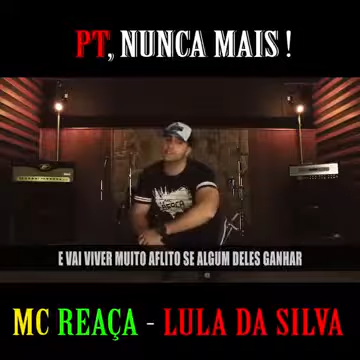 PT, NUNCA MAIS!
E VAI VIVER MUITO AFLITO SE ALGUM DELES GANHAR
MC REAÇA - LULA DA SILVA